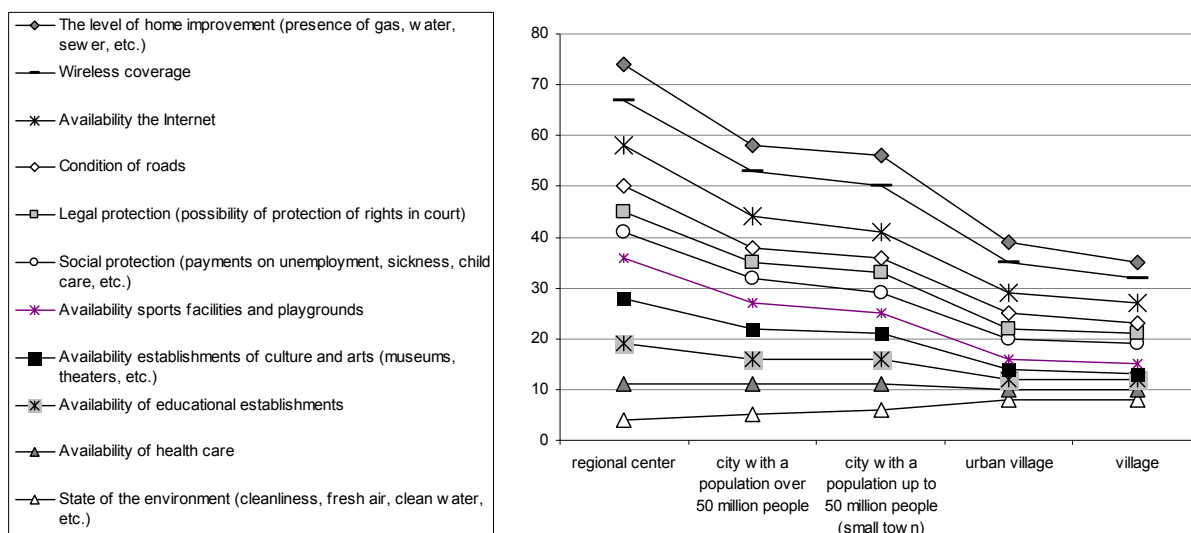 The level of home improvement (presence of gas, water,
sewer, etc.)
Wireless coverage
Availability the Internet
Condition of roads
Legal protection (possibility of protection of rights in court)
Social protection (payments on unemployment, sickness, child
care, etc.)
Availability sports facilities and playgrounds
Availability establishments of culture and arts (museums,
theaters, etc.)
Availability of educational establishments
Availability of health care
State of the environment (cleanliness, fresh air, clean water,
etc.)
80
70
60
50
40
30
20
10
0
regional center
city with a
population over
50 million people
city with a
population up to
50 million people
(small town)
urban village
village